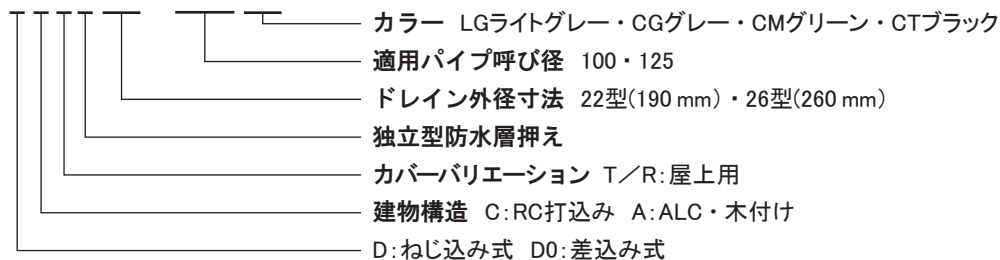 カラー LGライトグレー・CGグレー・CMグリーン・CTブラック
適用パイプ呼び径 100・125
ドレイン外径寸法 22型(190 mm)・26型(260 mm)
独立型防水層押え
カバーバリエーション T／R:屋上用
建物構造 C:RC打込み A:ALC・木付け
D:ねじ込み式 D0:差込み式